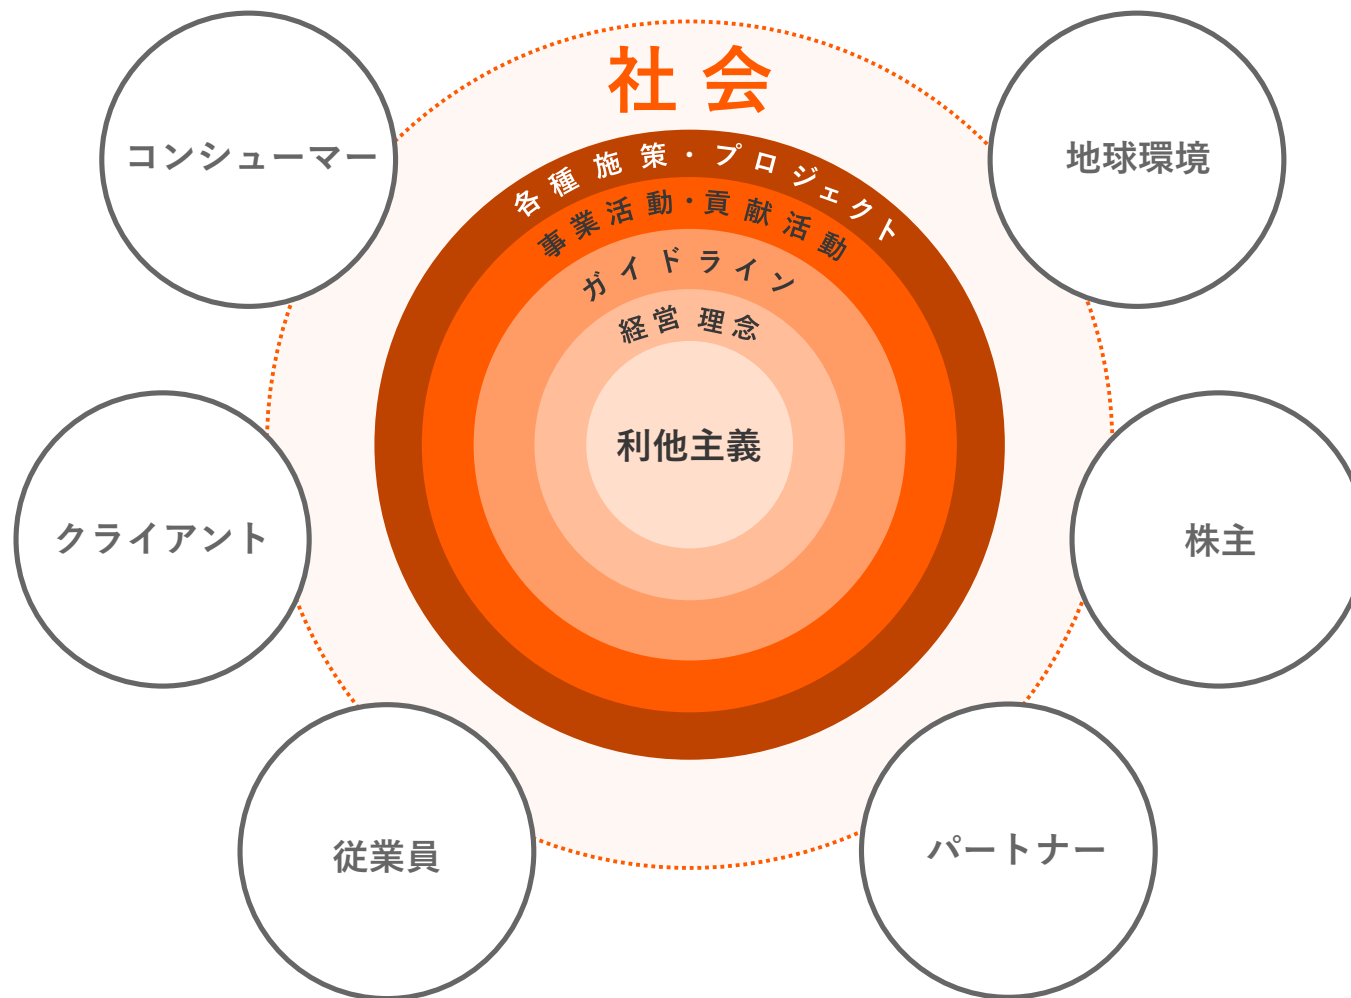 社会
各種施策・プロジェクト
事業活動・貢献活動
ガイドライン
経営理念
利他主義
コンシューマー
地球環境
クライアント
株主
従業員
パートナー